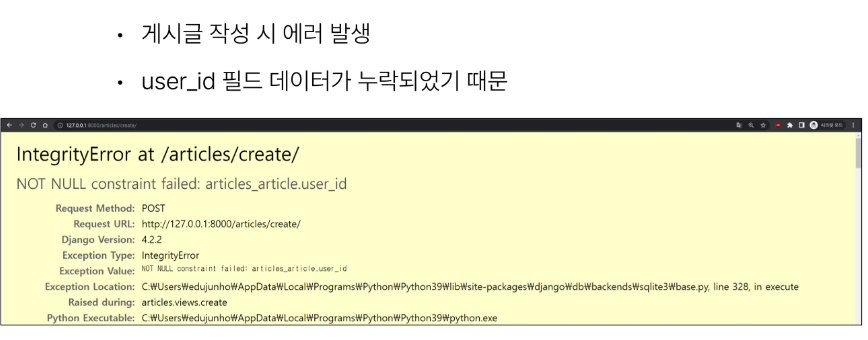 • 게시글 작성 시 에러 발생
• user_id 필드 데이터가 누락되었기 때문
127.0.0.1:8000/articles/create/
IntegrityError at /articles/create/
NOT NULL constraint failed: articles_article.user_id
Request Method: POST
Request URL: http://127.0.0.1:8000/articles/create/
Django Version: 4.2.2
Exception Type: IntegrityError
Exception Value: NOT NULL constraint failed: articles_article.user_id
Exception Location: C:₩Users₩edujunho₩AppData₩Local₩Programs₩Python₩Python39₩lib₩site-packages₩django₩db₩backends₩sqlite3₩base.py, line 328, in execute
Raised during: articles.views.create
Python Executable: C:₩Users₩edujunho₩AppData₩Local₩Programs₩Python₩Python39₩python.exe